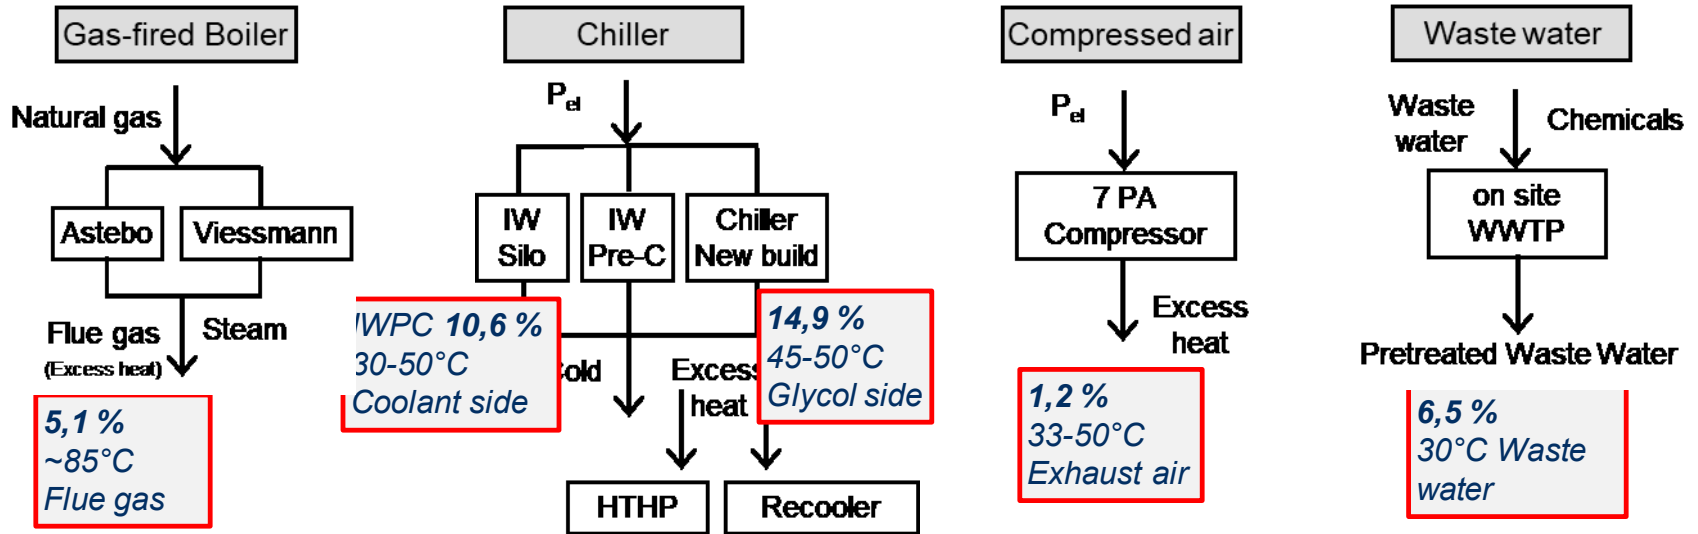 Gas-fired Boiler
Natural gas
Astebo
Viessmann
Flue gas
(Excess heat)
Steam
5,1 %
~85°C
Flue gas
Chiller
Pel
IW
Silo
IW
Pre-C
Chiller
New build
IWPC 10,6 %
30-50°C
Coolant side
old
Excess
heat
14,9 %
45-50°C
Glycol side
HTHP
Recooler
Compressed air
Pel
7 PA
Compressor
Excess
heat
1,2 %
33-50°C
Exhaust air
Waste water
Waste
water
Chemicals
on site
WWTP
Pretreated Waste Water
6,5 %
30°C Waste
water